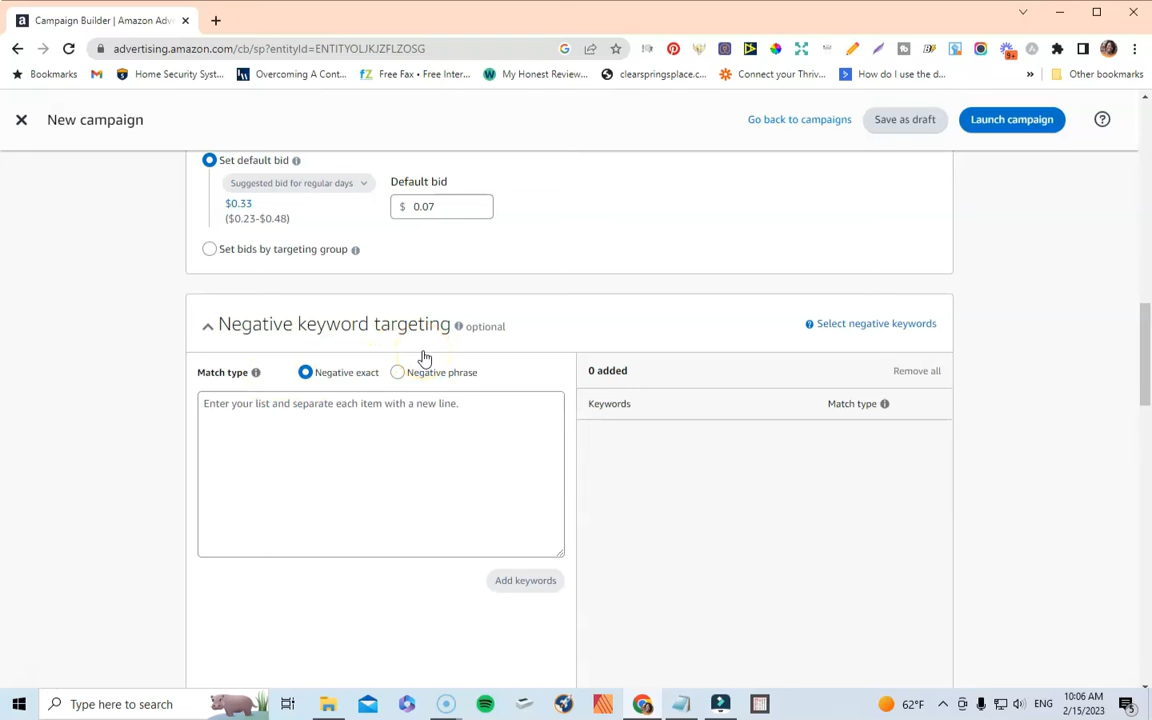 Campaign Builder | Amazon Adve
advertising.amazon.com/cb/sp?entityId=ENTITYOLJKJZFLZOSG
9+
Bookmarks
Home Security Syst...
Overcoming A Cont...
Free Fax • Free Inter...
My Honest Review...
clearspringsplace.c...
Connect your Thriv...
How do I use the d...
»
Other bookmarks
New campaign
Go back to campaigns
Save as draft
Launch campaign
Set default bid
Default bid
Suggested bid for regular days
$0.33
($0.23-$0.48)
$ 0.07
Set bids by targeting group
Negative keyword targeting
optional
Select negative keywords
Match type
Negative exact
Negative phrase
0 added
Remove all
Enter your list and separate each item with a new line.
Keywords
Match type
Add keywords
Type here to search
62°F
ENG
10:06 AM
2/15/2023
5